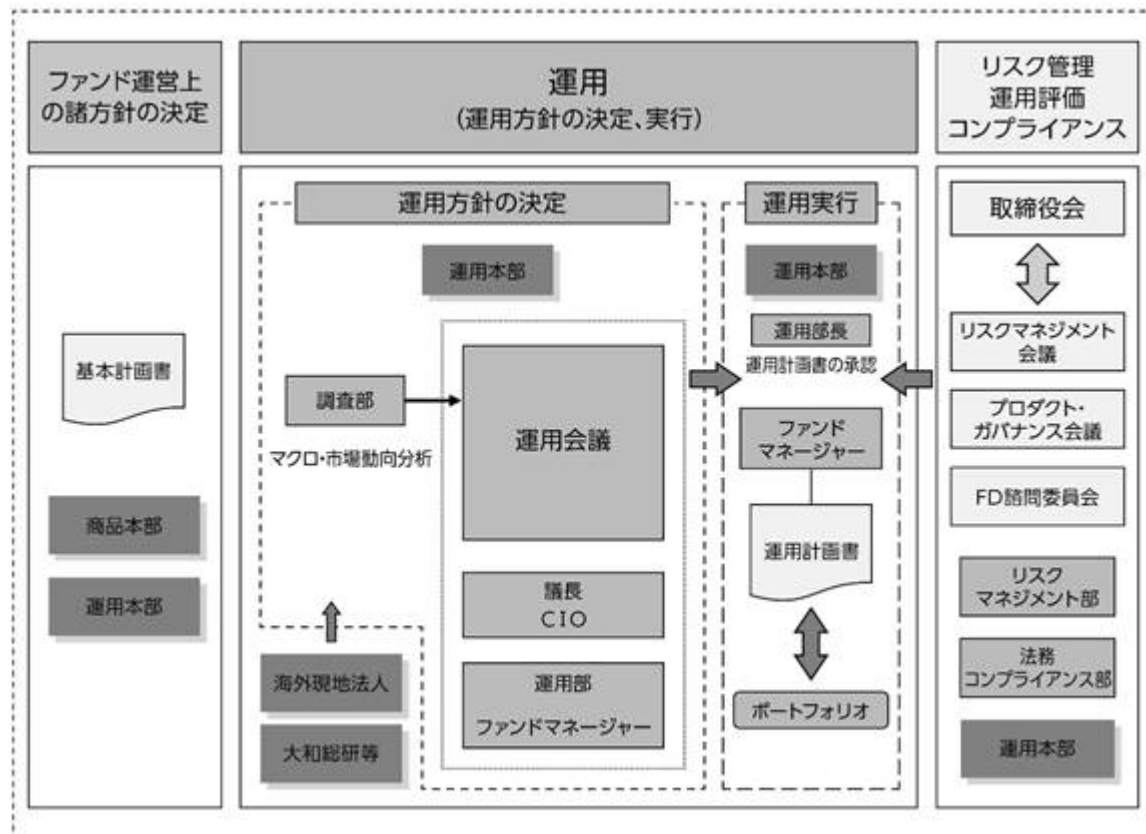 ファンド運営上
の諸方針の決定
運用
(運用方針の決定、実行)
リスク管理
運用評価
コンプライアンス
基本計画書
商品本部
運用本部
運用方針の決定
運用本部
調査部
マクロ・市場動向分析
運用会議
議長
CIO
運用部
ファンドマネージャー
海外現地法人
大和総研等
運用実行
運用本部
運用部長
運用計画書の承認
ファンド
マネージャー
運用計画書
ポートフォリオ
取締役会
リスクマネジメント
会議
プロダクト・
ガバナンス会議
FD諮問委員会
リスク
マネジメント部
法務
コンプライアンス部
運用本部